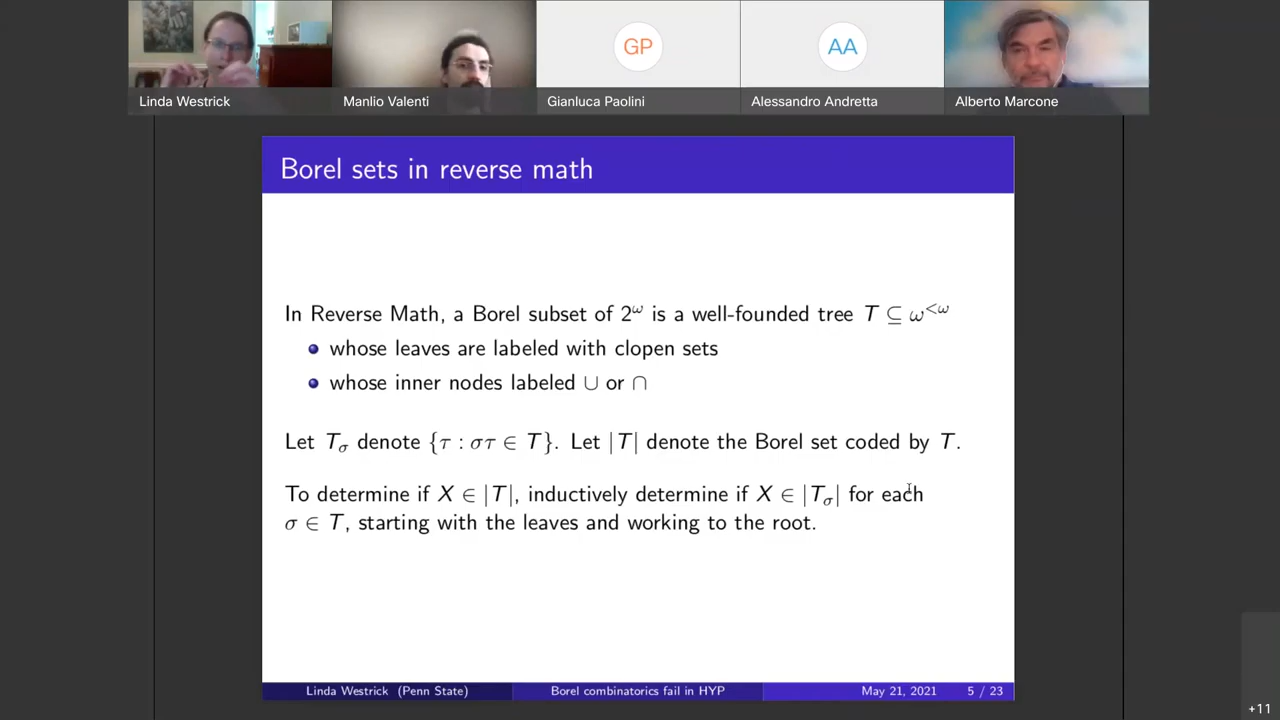 GP
AA
Linda Westrick
Manlio Valenti
Gianluca Paolini
Alessandro Andretta
Alberto Marcone
Borel sets in reverse math
In Reverse Math, a Borel subset of 2^ω is a well-founded tree T ⊆ ω^{<ω}
whose leaves are labeled with clopen sets
whose inner nodes labeled ∪ or ∩
Let T_σ denote {τ : στ ∈ T}. Let |T| denote the Borel set coded by T.
To determine if X ∈ |T|, inductively determine if X ∈ |T_σ| for each
σ ∈ T, starting with the leaves and working to the root.
Linda Westrick (Penn State)
Borel combinatorics fail in HYP
May 21, 2021
5 / 23
+11